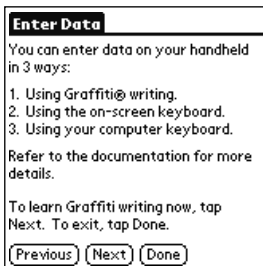 Enter Data
You can enter data on your handheld
in 3 ways:
1. Using Graffiti® writing.
2. Using the on-screen keyboard.
3. Using your computer keyboard.
Refer to the documentation for more
details.
To learn Graffiti writing now, tap
Next. To exit, tap Done.
Previous Next Done